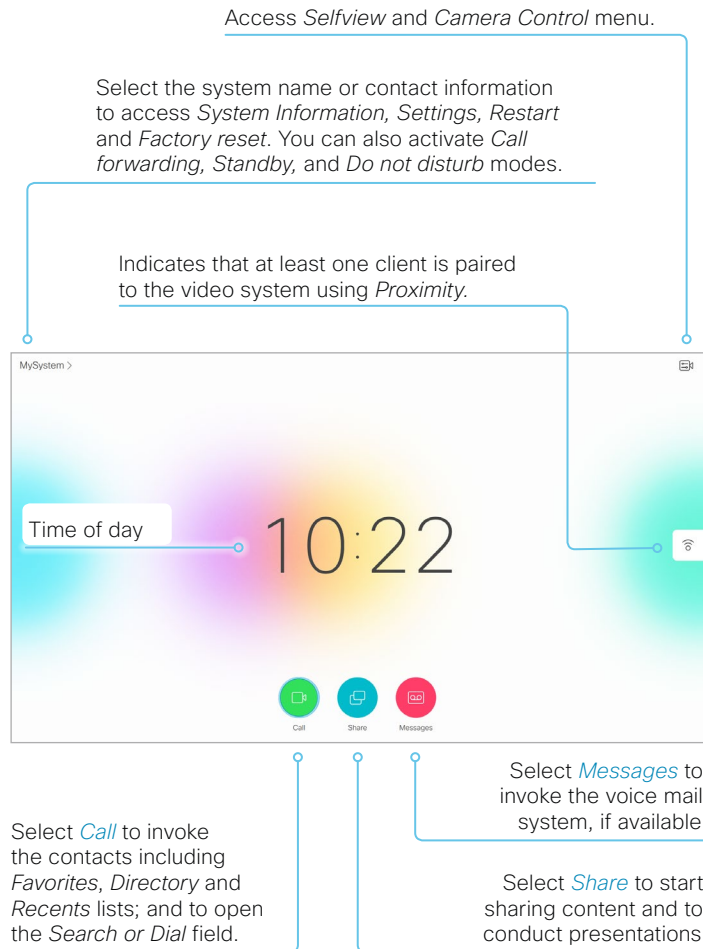 Access Selfview and Camera Control menu.
Select the system name or contact information
to access System Information, Settings, Restart
and Factory reset. You can also activate Call
forwarding, Standby, and Do not disturb modes.
Indicates that at least one client is paired
to the video system using Proximity.
MySystem >
Time of day
10:22
Call
Share
Messages
Select Messages to
invoke the voice mail
system, if available
Select Call to invoke
the contacts including
Favorites, Directory and
Recents lists; and to open
the Search or Dial field.
Select Share to start
sharing content and to
conduct presentations